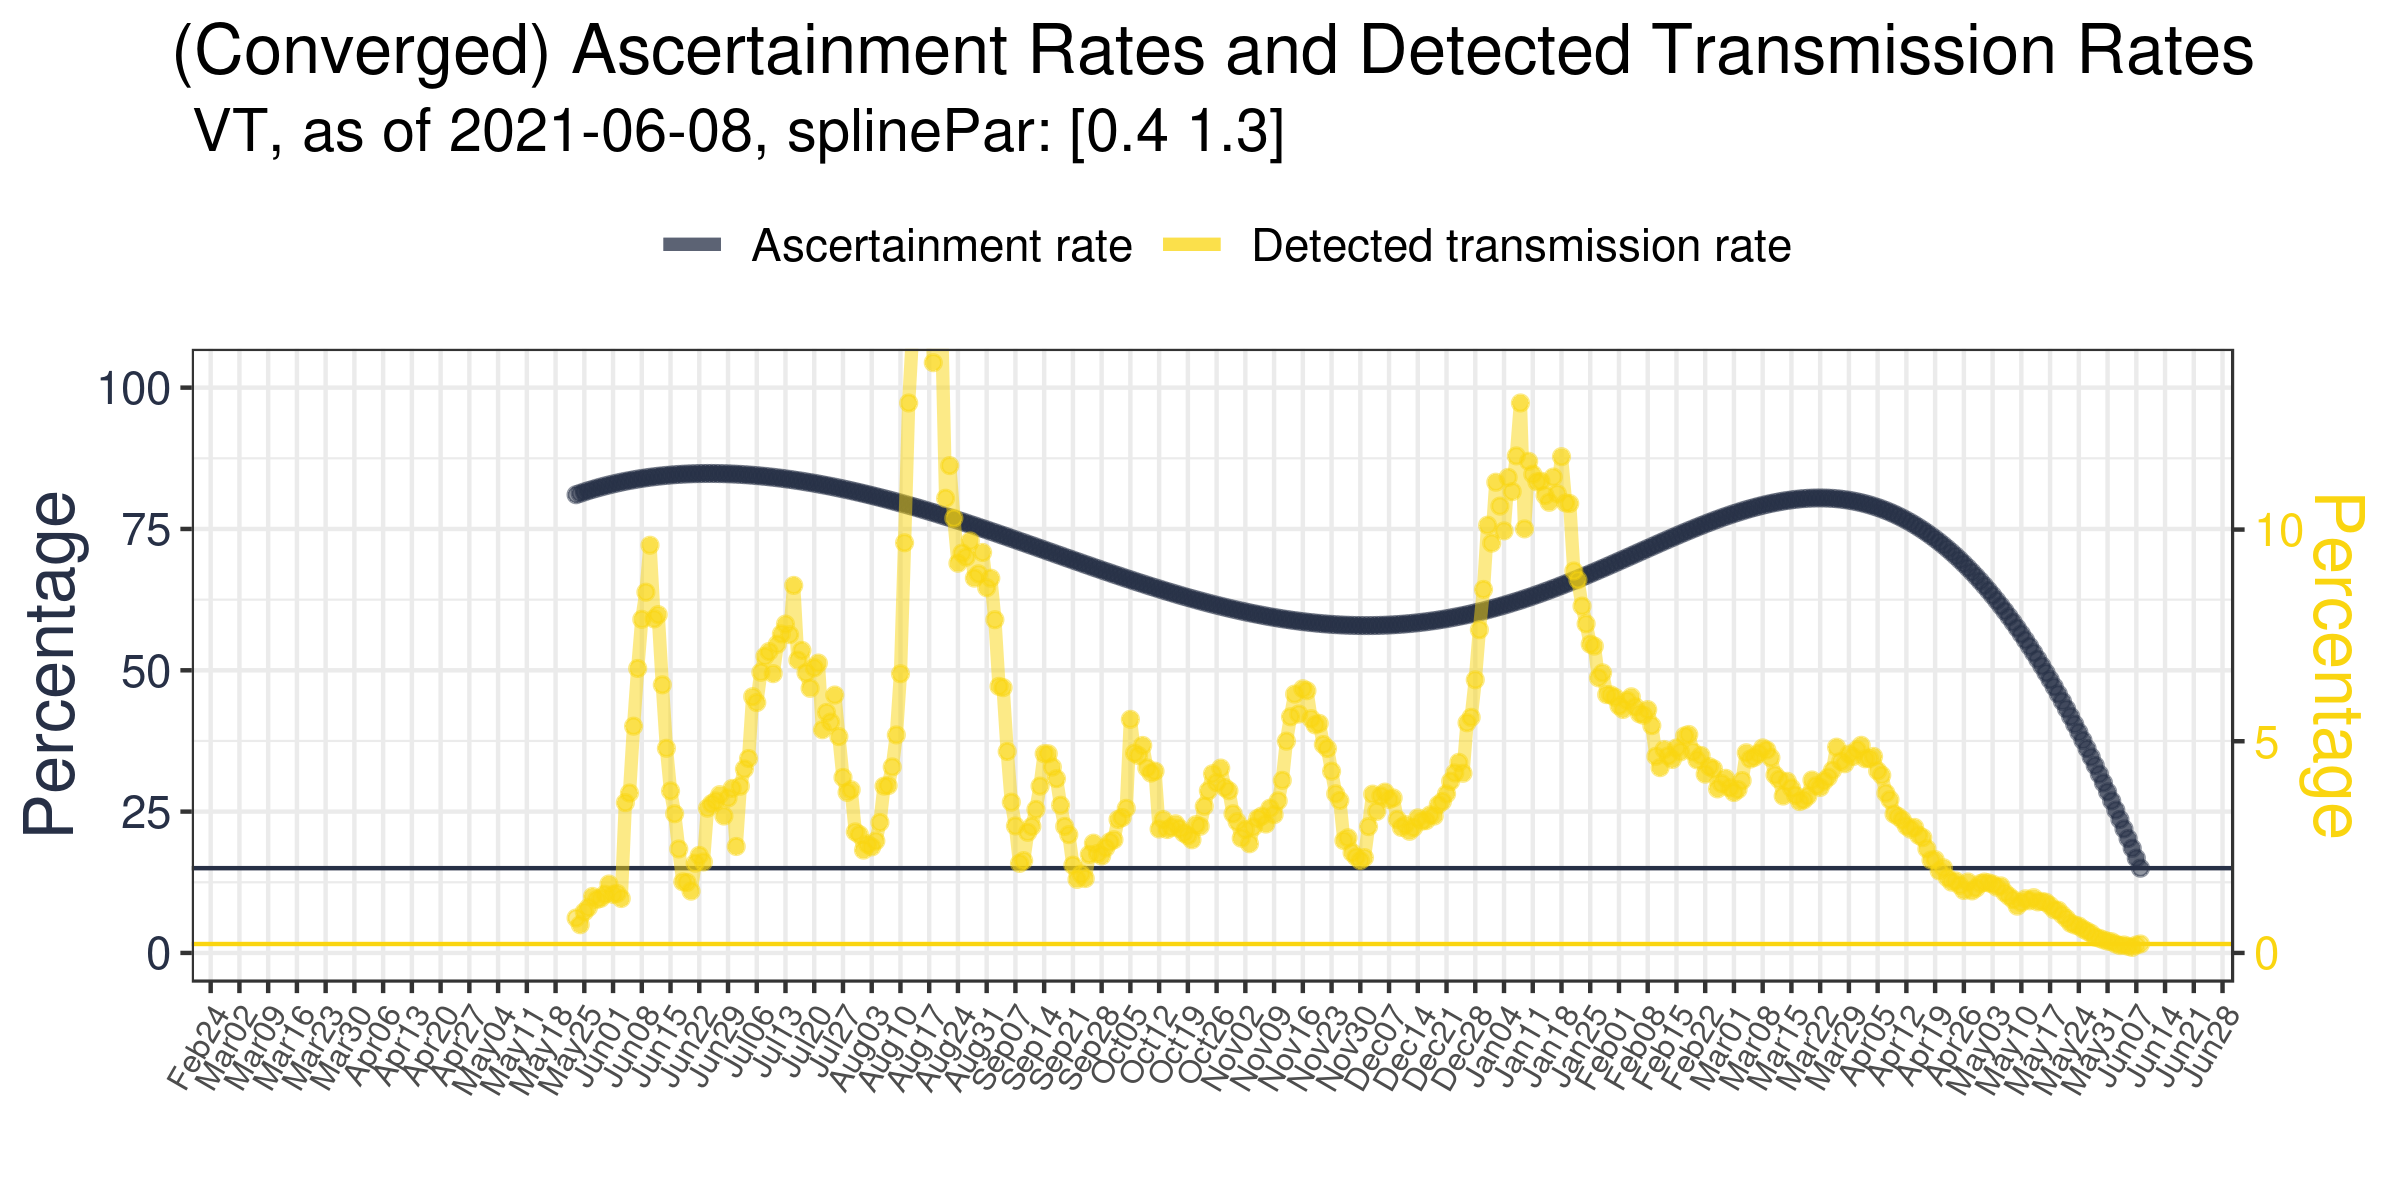 (Converged) Ascertainment Rates and Detected Transmission Rates
VT, as of 2021-06-08, splinePar: [0.4 1.3]
Ascertainment rate Detected transmission rate
Percentage
100
75
50
25
0
10
5
0
Percentage
Feb24 Mar02 Mar09 Mar16 Mar23 Mar30 Apr06 Apr13 Apr20 Apr27 May04 May11 May18 May25 Jun01 Jun08 Jun15 Jun22 Jun29 Jul06 Jul13 Jul20 Jul27 Aug03 Aug10 Aug17 Aug24 Aug31 Sep07 Sep14 Sep21 Sep28 Oct05 Oct12 Oct19 Oct26 Nov02 Nov09 Nov16 Nov23 Nov30 Dec07 Dec14 Dec21 Dec28 Jan04 Jan11 Jan18 Jan25 Feb01 Feb08 Feb15 Feb22 Mar01 Mar08 Mar15 Mar22 Mar29 Apr05 Apr12 Apr19 Apr26 May03 May10 May17 May24 May31 Jun07 Jun14 Jun21 Jun28